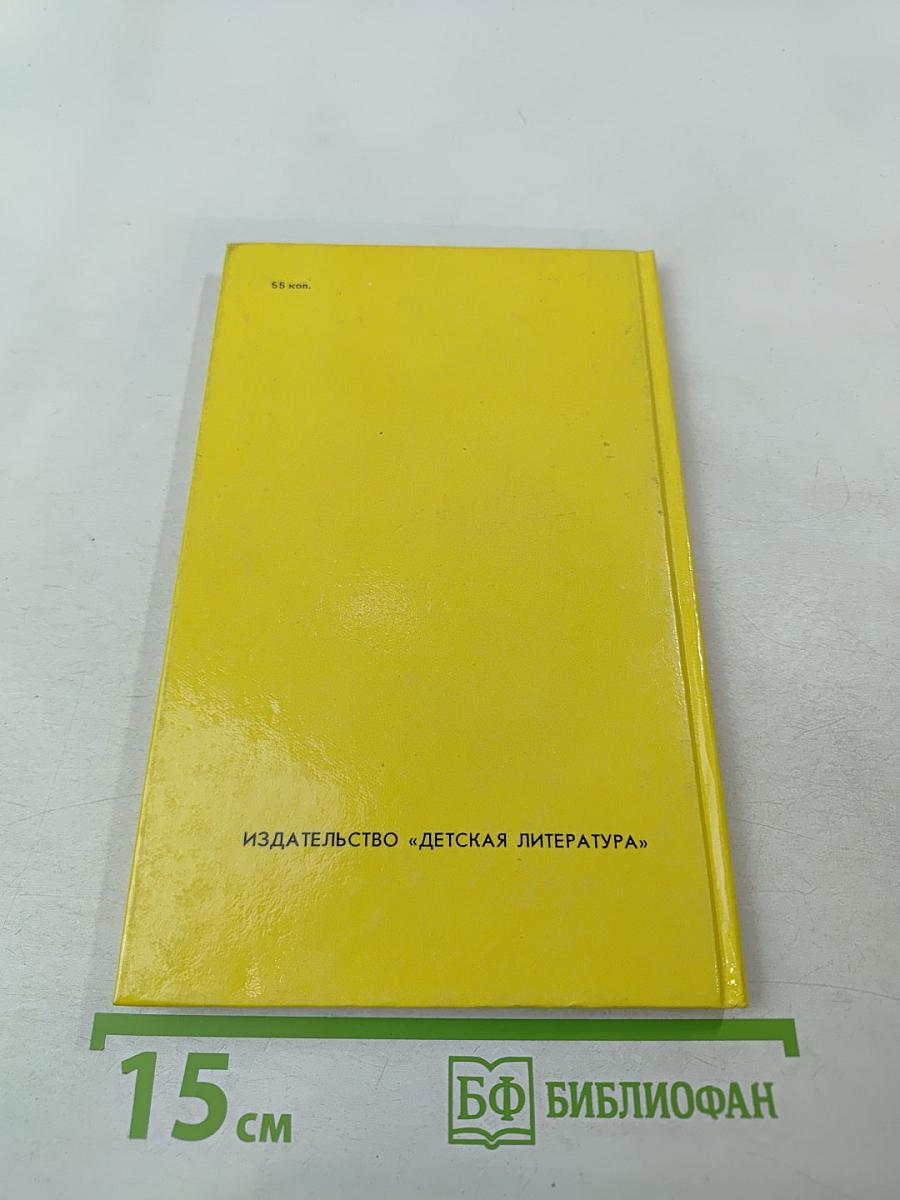 55 коп.
ИЗДАТЕЛЬСТВО «ДЕТСКАЯ ЛИТЕРАТУРА»
15 см
БФ БИБЛИОФАН